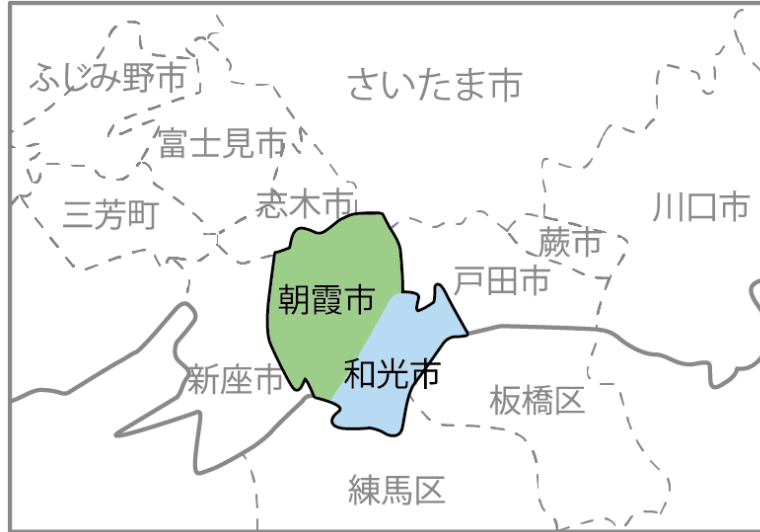 ふじみ野市
さいたま市
富士見市
志木市
三芳町
川口市
蕨市
戸田市
朝霞市
和光市
新座市
板橋区
練馬区